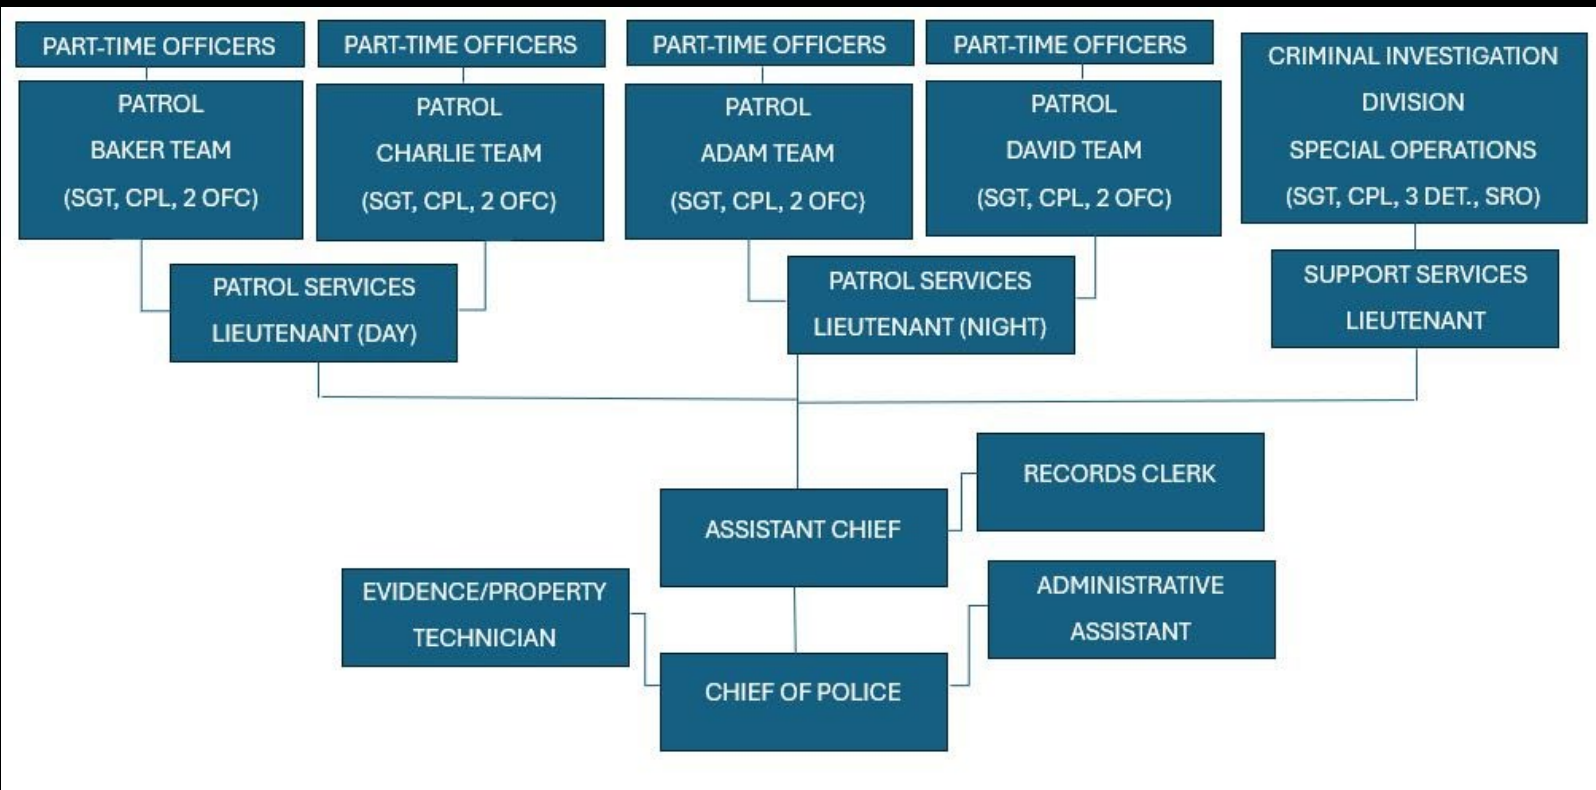 PART-TIME OFFICERS
PART-TIME OFFICERS
PART-TIME OFFICERS
PART-TIME OFFICERS
PATROL
BAKER TEAM
(SGT, CPL, 2 OFC)
PATROL
CHARLIE TEAM
(SGT, CPL, 2 OFC)
PATROL
ADAM TEAM
(SGT, CPL, 2 OFC)
PATROL
DAVID TEAM
(SGT, CPL, 2 OFC)
CRIMINAL INVESTIGATION
DIVISION
SPECIAL OPERATIONS
(SGT, CPL, 3 DET., SRO)
PATROL SERVICES
LIEUTENANT (DAY)
PATROL SERVICES
LIEUTENANT (NIGHT)
SUPPORT SERVICES
LIEUTENANT
RECORDS CLERK
ASSISTANT CHIEF
EVIDENCE/PROPERTY
TECHNICIAN
ADMINISTRATIVE
ASSISTANT
CHIEF OF POLICE